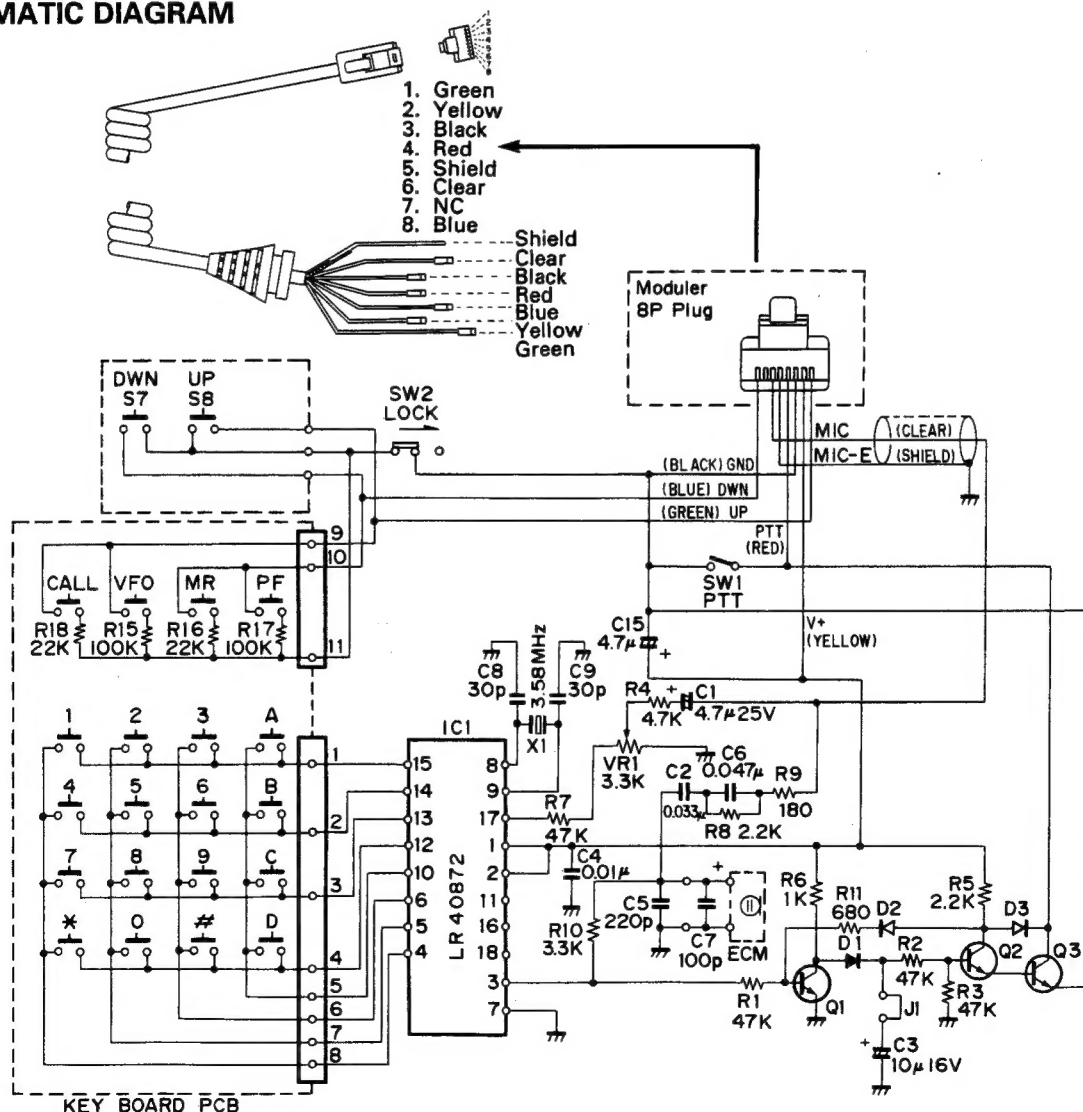 MATIC DIAGRAM
1. Green
2. Yellow
3. Black
4. Red
5. Shield
6. Clear
7. NC
8. Blue
Shield
Clear
Black
Red
Blue
Yellow
Green
Moduler
8P Plug
DWN
S7
UP
S8
SW2
LOCK
MIC
(CLEAR)
MIC-E
(SHIELD)
(BLACK) GND
(BLUE) DWN
(GREEN) UP
PTT
(RED)
SW1
PTT
V+
(YELLOW)
9
10
11
CALL
VFO
MR
PF
R18
22K
R15
100K
R16
22K
R17
100K
C15
4.7μ
+
C8
30p
3.58MHz
X1
C9
30p
R4
4.7K
+
C1
4.7μ25V
VR1
3.3K
C2
0.033μ
C6
0.047μ
R8 2.2K
R9
180
R7
47K
C4
0.01μ
R10
3.3K
C5
220p
C7
100p
+
ECM
R6
1K
R11
680
D2
R5
2.2K
D3
D1
R2
47K
Q2
Q3
R1
47K
Q1
R3
47K
J1
+
C3
10μ16V
IC1
LR40872
15
14
13
12
10
6
5
4
8
9
17
1
2
11
16
18
3
7
1 2 3 A
4 5 6 B
7 8 9 C
* 0 # D
1
2
3
4
5
6
7
8
KEY BOARD PCB